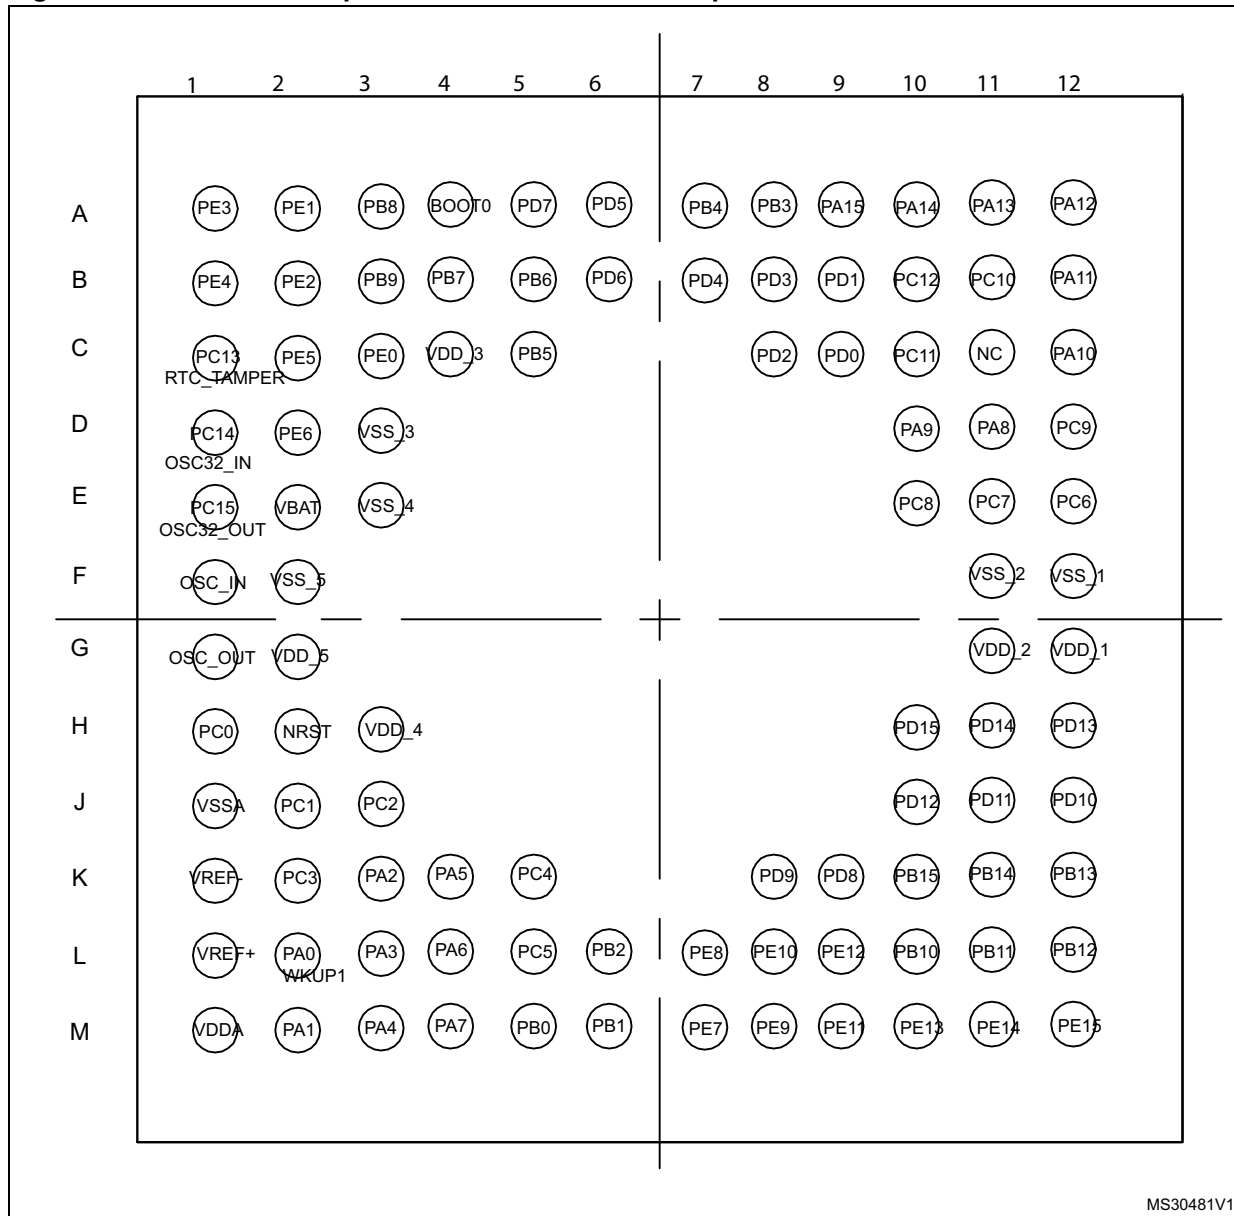 1 2 3 4 5 6 7 8 9 10 11 12
A PE3 PE1 PB8 BOOT0 PD7 PD5 PB4 PB3 PA15 PA14 PA13 PA12
B PE4 PE2 PB9 PB7 PB6 PD6 PD4 PD3 PD1 PC12 PC10 PA11
C PC13 PE5 PE0 VDD_3 PB5 PD2 PD0 PC11 NC PA10
RTC_TAMPER
D PC14 PE6 VSS_3 PA9 PA8 PC9
OSC32_IN
E PC15 VBAT VSS_4 PC8 PC7 PC6
OSC32_OUT
F OSC_IN VSS_5 VSS_2 VSS_1
G OSC_OUT VDD_5 VDD_2 VDD_1
H PC0 NRST VDD_4 PD15 PD14 PD13
J VSSA PC1 PC2 PD12 PD11 PD10
K VREF- PC3 PA2 PA5 PC4 PD9 PD8 PB15 PB14 PB13
L VREF+ PA0 PA3 PA6 PC5 PB2 PE8 PE10 PE12 PB10 PB11 PB12
WKUP1
M VDDA PA1 PA4 PA7 PB0 PB1 PE7 PE9 PE11 PE13 PE14 PE15
MS30481V1